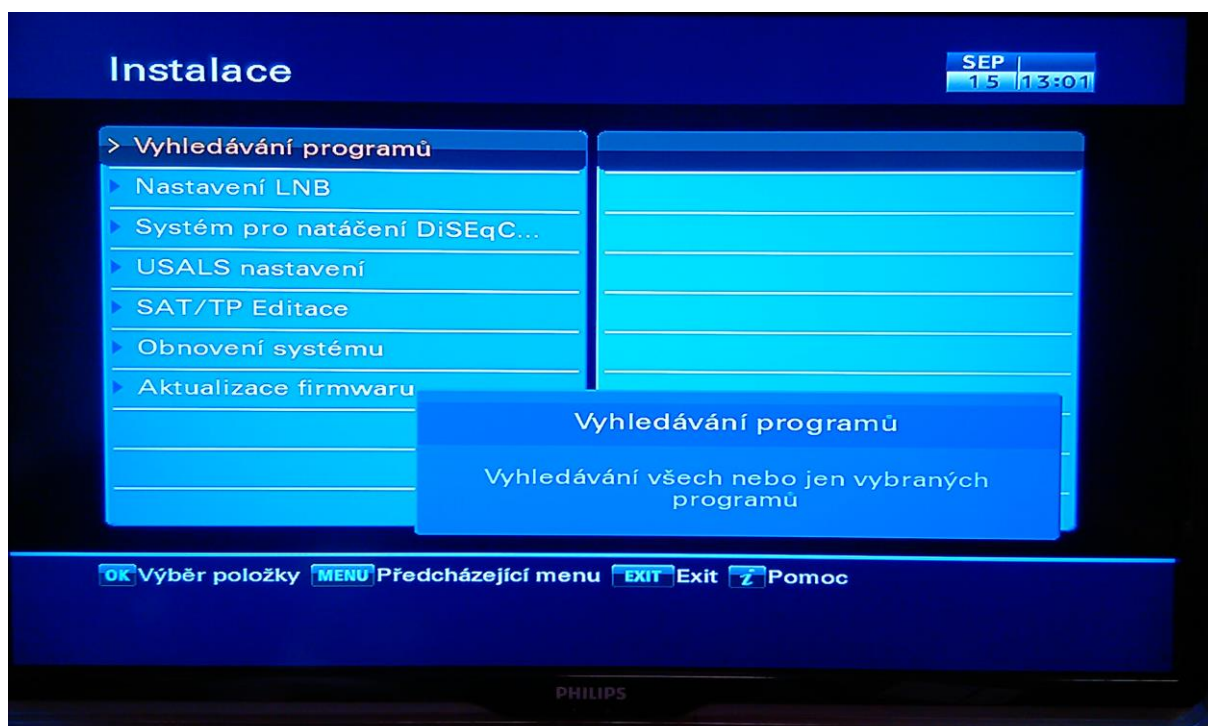 Instalace
SEP
15 13:01
> Vyhledávání programů
Nastavení LNB
Systém pro natáčení DiSEqC...
USALS nastavení
SAT/TP Editace
Obnovení systému
Aktualizace firmwaru
Vyhledávání programů
Vyhledávání všech nebo jen vybraných
programů
OK Výběr položky MENU Předcházející menu EXIT Exit i Pomoc
PHILIPS